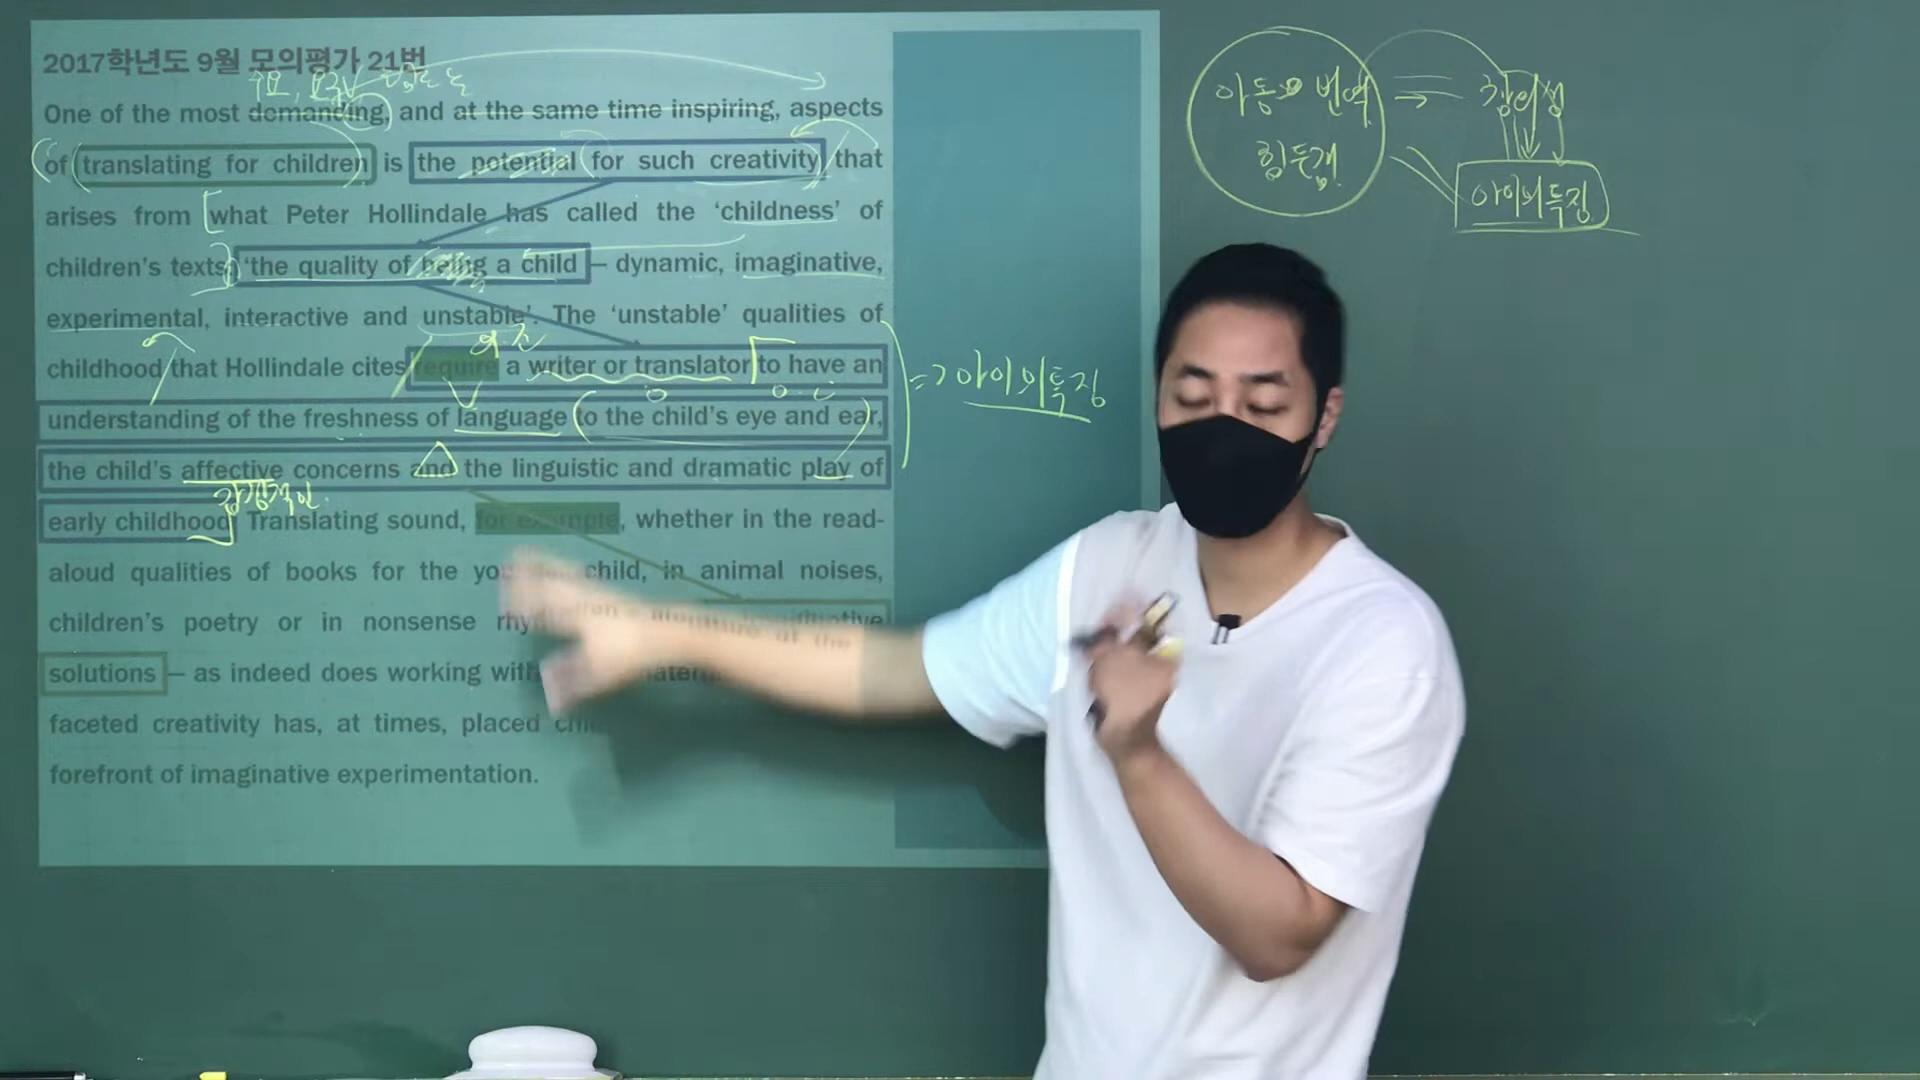 2017학년도 9월 모의평가 21번
One of the most demanding, and at the same time inspiring, aspects
of translating for children is the potential for such creativity that
arises from what Peter Hollindale has called the ‘childness’ of
children’s texts: ‘the quality of being a child – dynamic, imaginative,
experimental, interactive and unstable’. The ‘unstable’ qualities of
childhood that Hollindale cites require a writer or translator to have an
understanding of the freshness of language to the child’s eye and ear,
the child’s affective concerns and the linguistic and dramatic play of
early childhood. Translating sound, for example, whether in the read-
aloud qualities of books for the child, in animal noises,
children’s poetry or in nonsense
solutions – as indeed does working with
faceted creativity has, at times, placed
forefront of imaginative experimentation.
감정적인
=> 아이의 특징
아동 번역 → 창의성
힘든점
아이의 특징